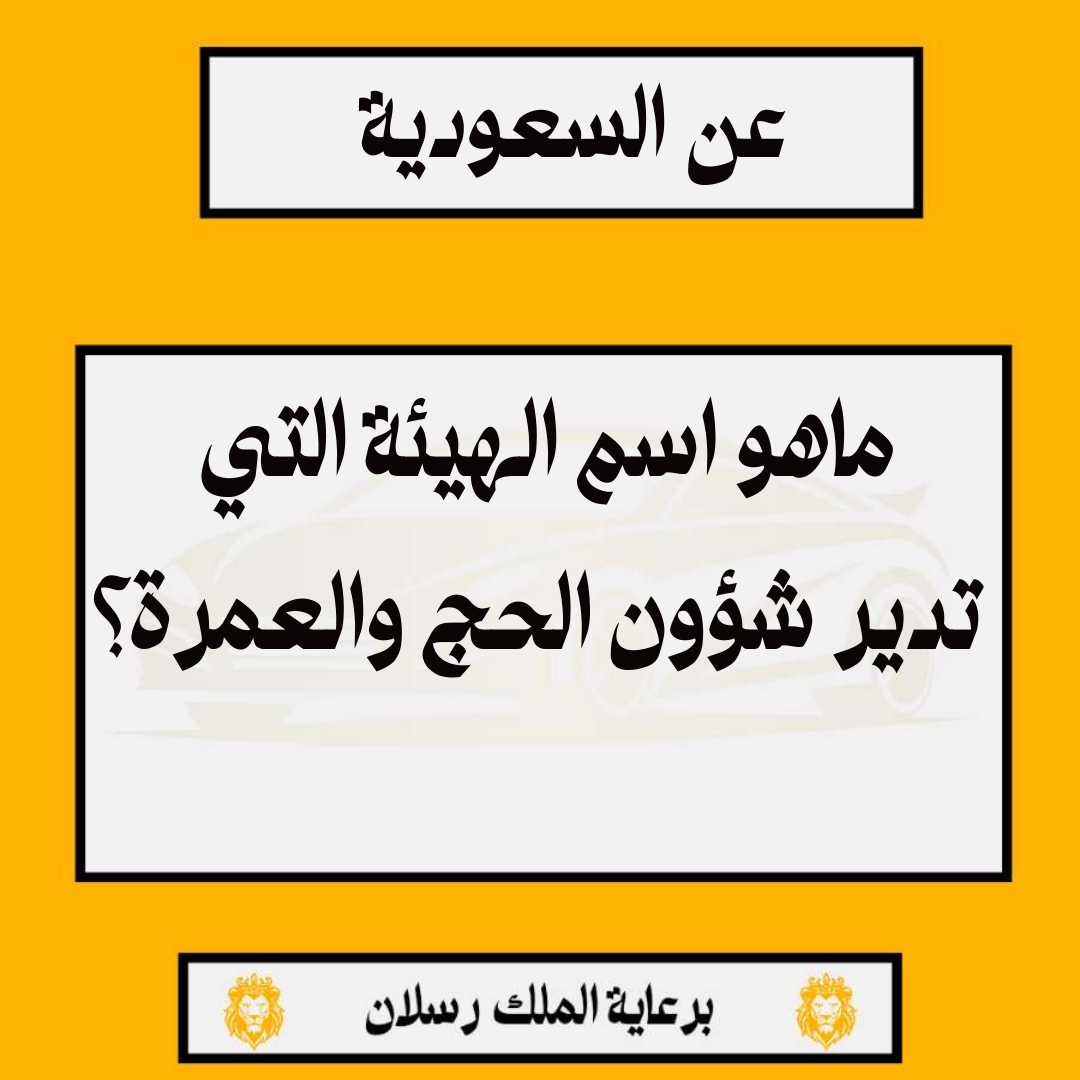 عن السعودية
ماهو اسم الهيئة التي
تدير شؤون الحج والعمرة؟
برعاية الملك رسلان